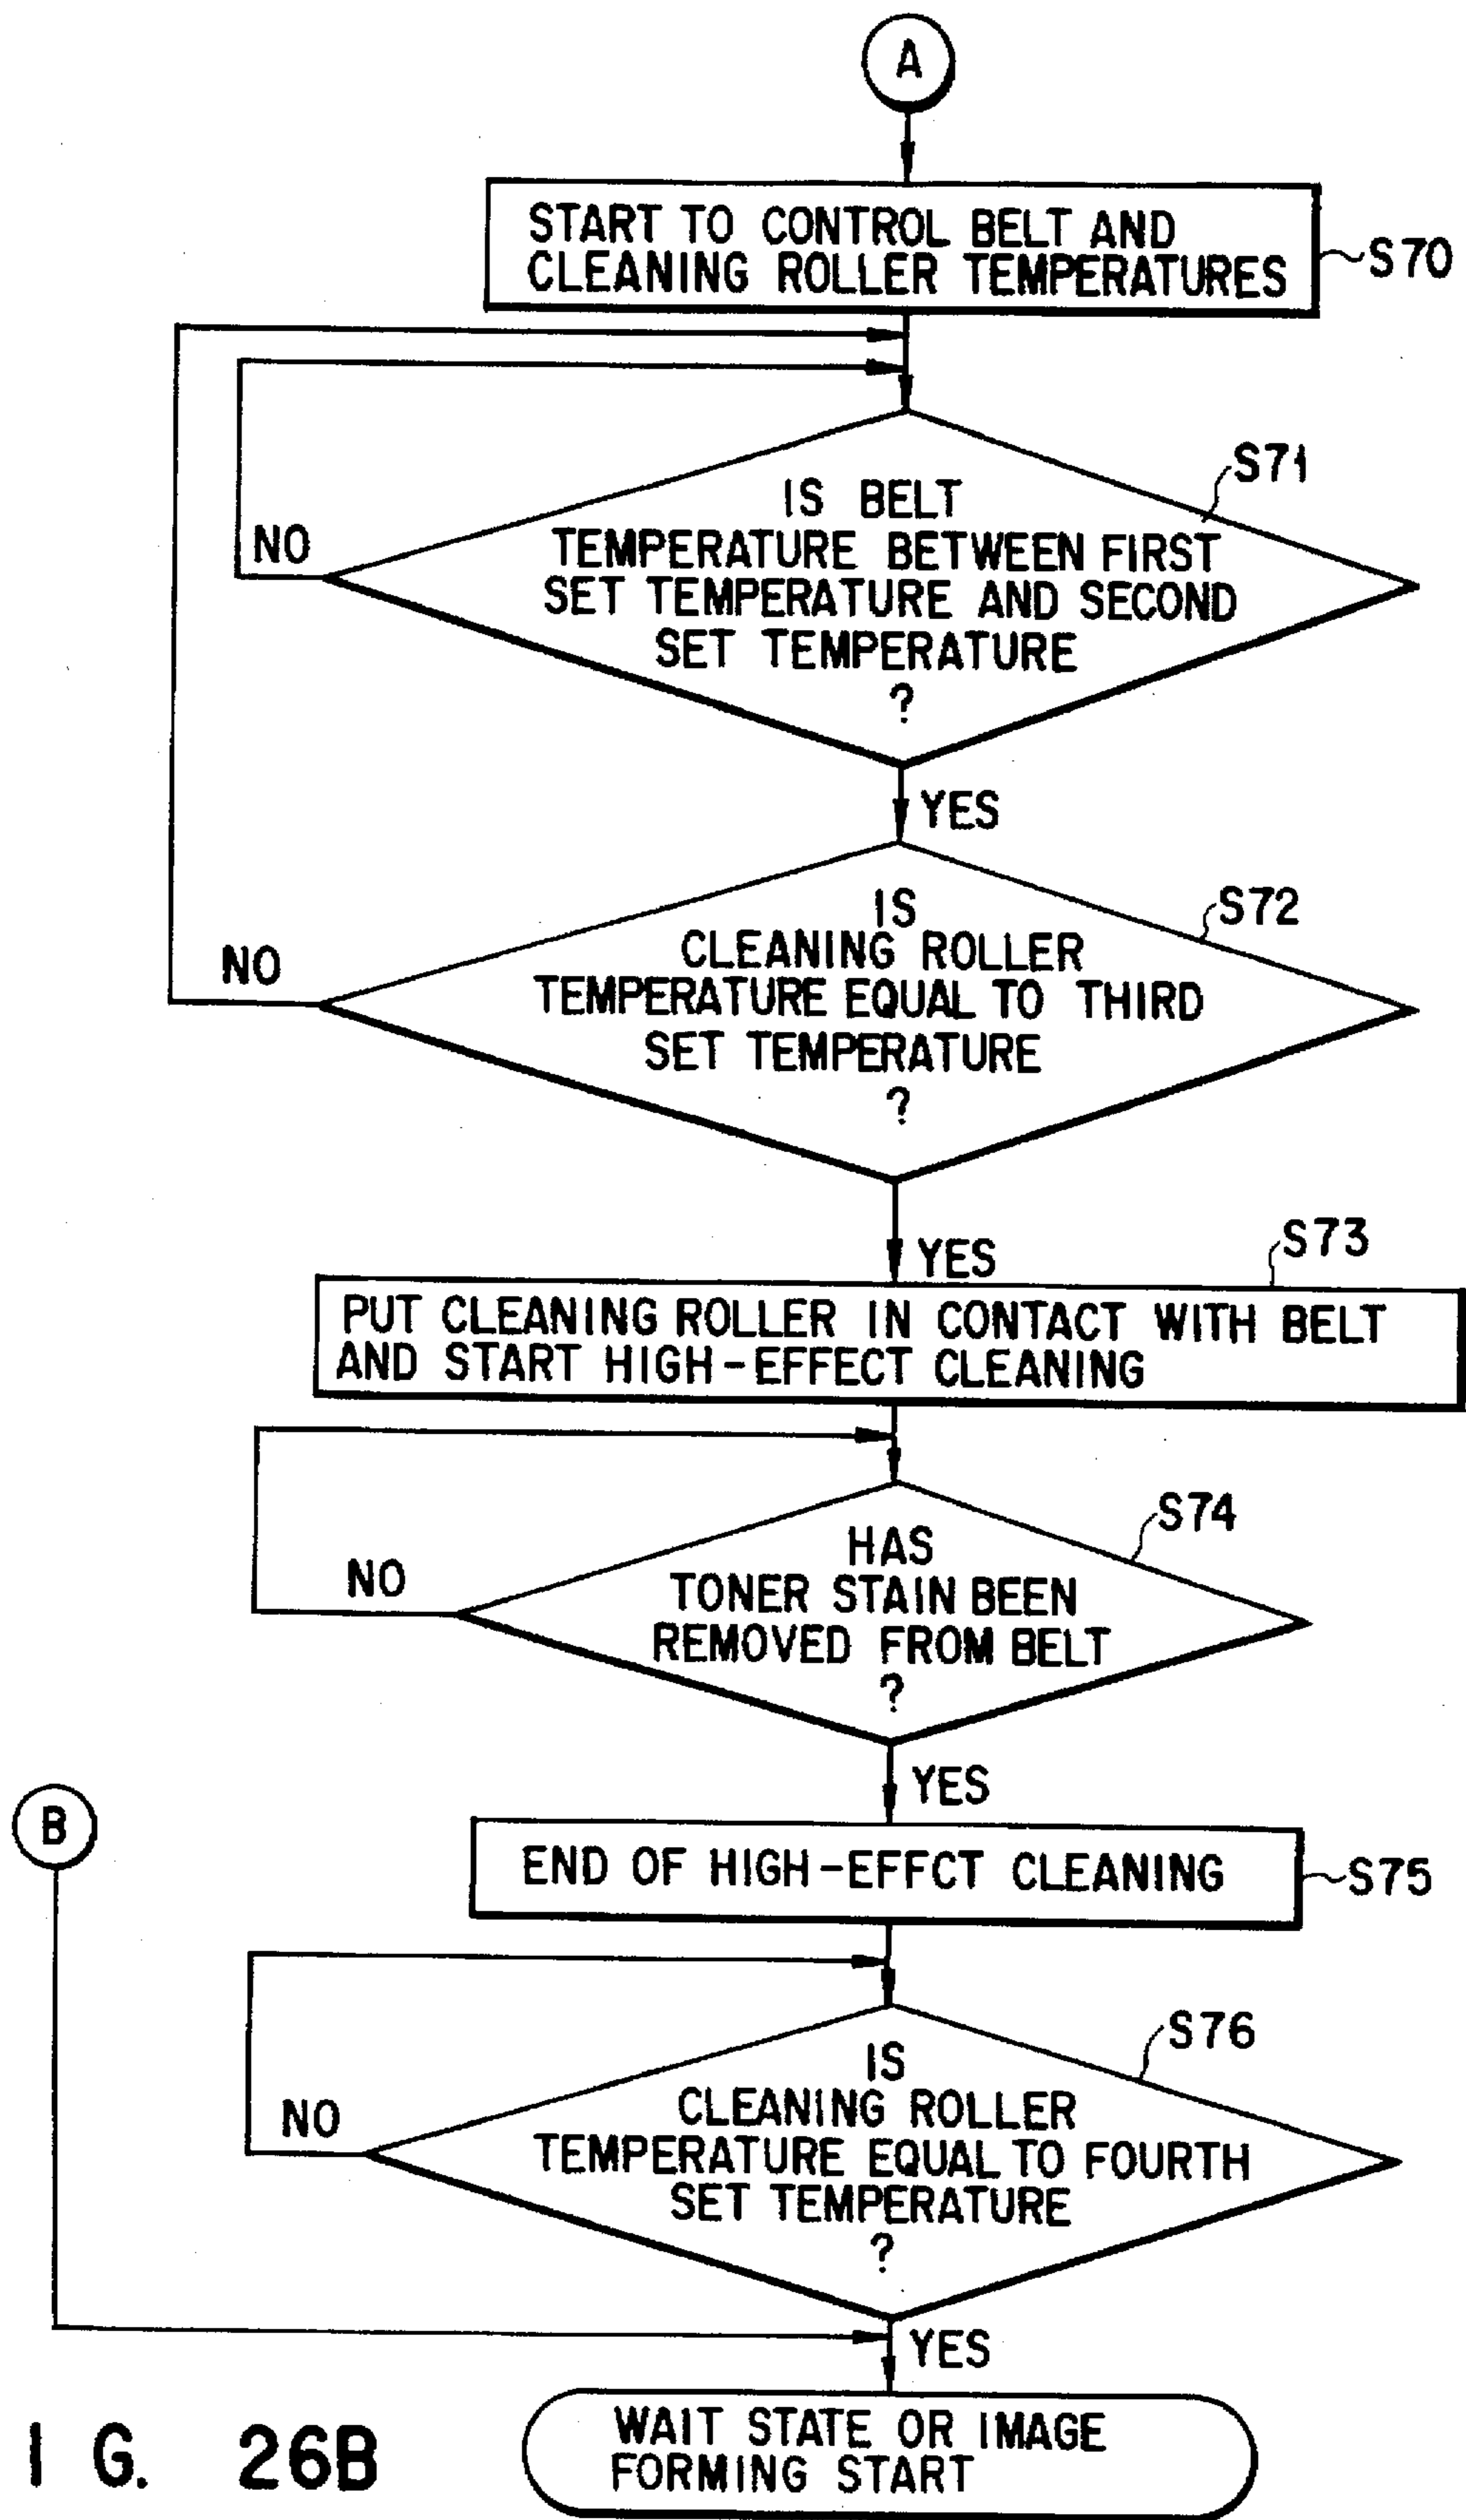 A
START TO CONTROL BELT AND
CLEANING ROLLER TEMPERATURES
S70
S71
IS BELT
TEMPERATURE BETWEEN FIRST
SET TEMPERATURE AND SECOND
SET TEMPERATURE
?
NO
YES
S72
IS
CLEANING ROLLER
TEMPERATURE EQUAL TO THIRD
SET TEMPERATURE
?
NO
YES
S73
PUT CLEANING ROLLER IN CONTACT WITH BELT
AND START HIGH-EFFECT CLEANING
S74
HAS
TONER STAIN BEEN
REMOVED FROM BELT
?
NO
YES
B
END OF HIGH-EFFCT CLEANING
S75
S76
IS
CLEANING ROLLER
TEMPERATURE EQUAL TO FOURTH
SET TEMPERATURE
?
NO
YES
WAIT STATE OR IMAGE
FORMING START
I G. 26B